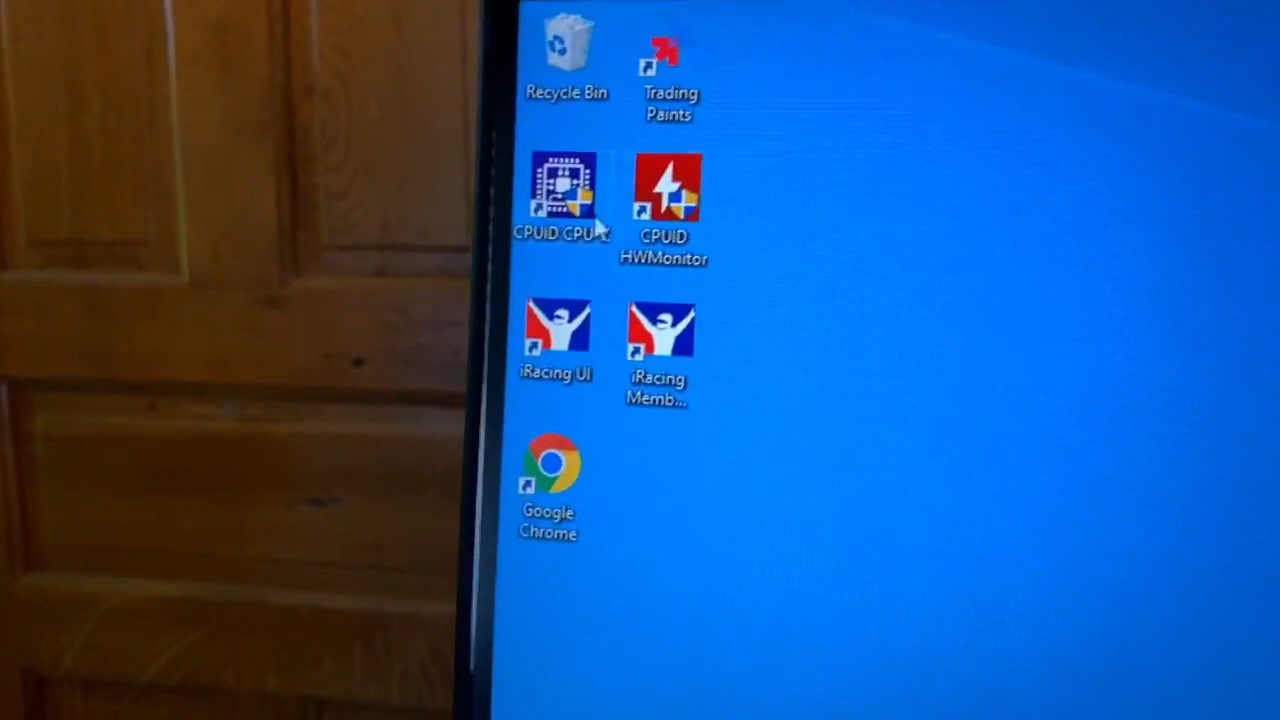 Recycle Bin
Trading
Paints
CPUID CPU-Z
CPUID
HWMonitor
iRacing UI
iRacing
Memb...
Google
Chrome